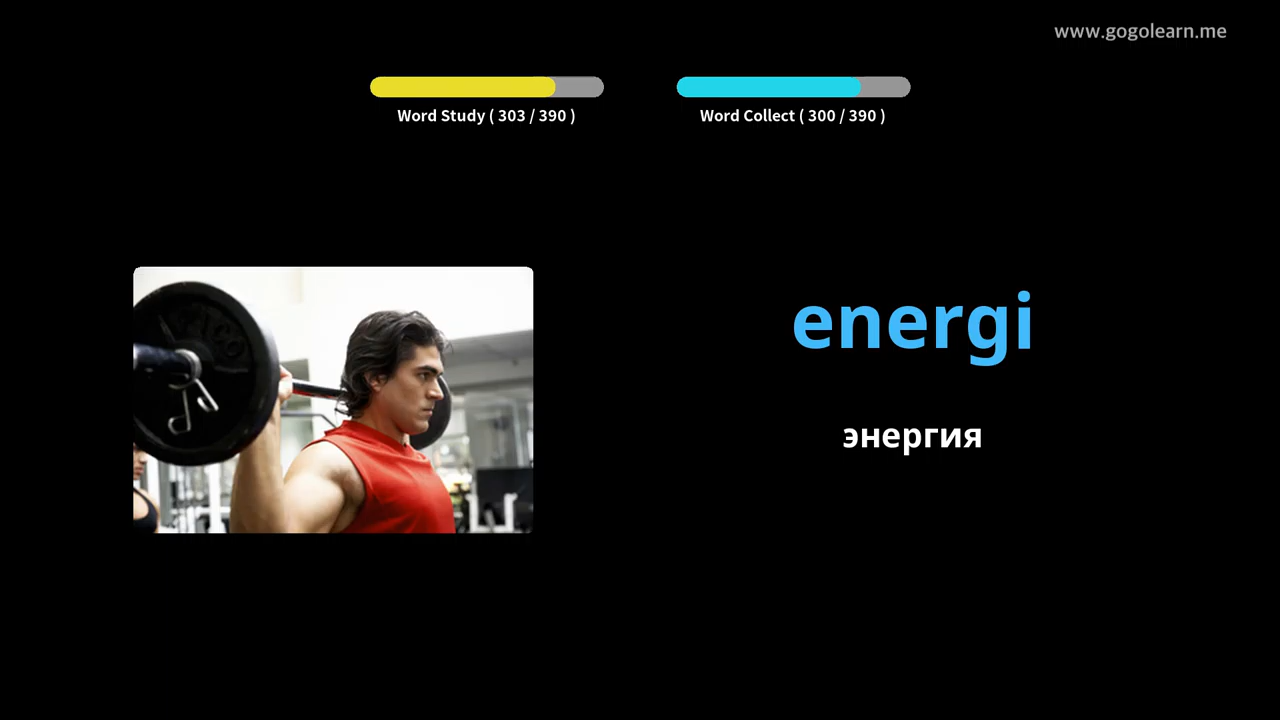 www.gogolearn.me
Word Study ( 303 / 390 )
Word Collect ( 300 / 390 )
energi
энергия